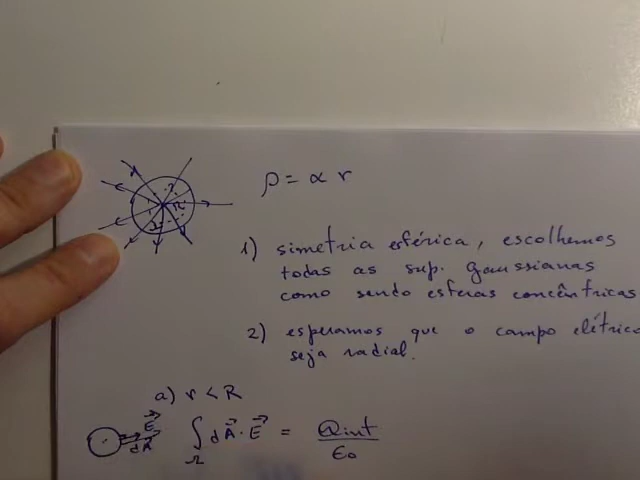 ρ = α r
R
1) simetria esférica, escolhemos
todas as sup. gaussianas
como sendo esferas concêntricas
2) esperamos que o campo elétrico
seja radial.
a) r < R
E⃗
dA⃗
∫ dA⃗ · E⃗ = Qint / ε₀